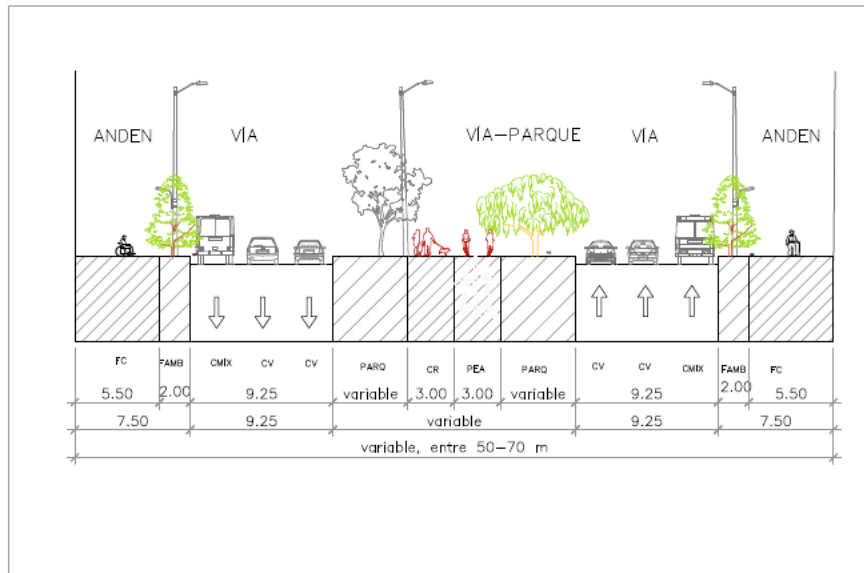 ANDEN VÍA VÍA-PARQUE VÍA ANDEN
FC FAMB CMIX CV CV PARQ CR PEA PARQ CV CV CMIX FAMB FC
5.50 2.00 9.25 variable 3.00 3.00 variable 9.25 2.00 5.50
7.50 9.25 variable 9.25 7.50
variable, entre 50-70 m